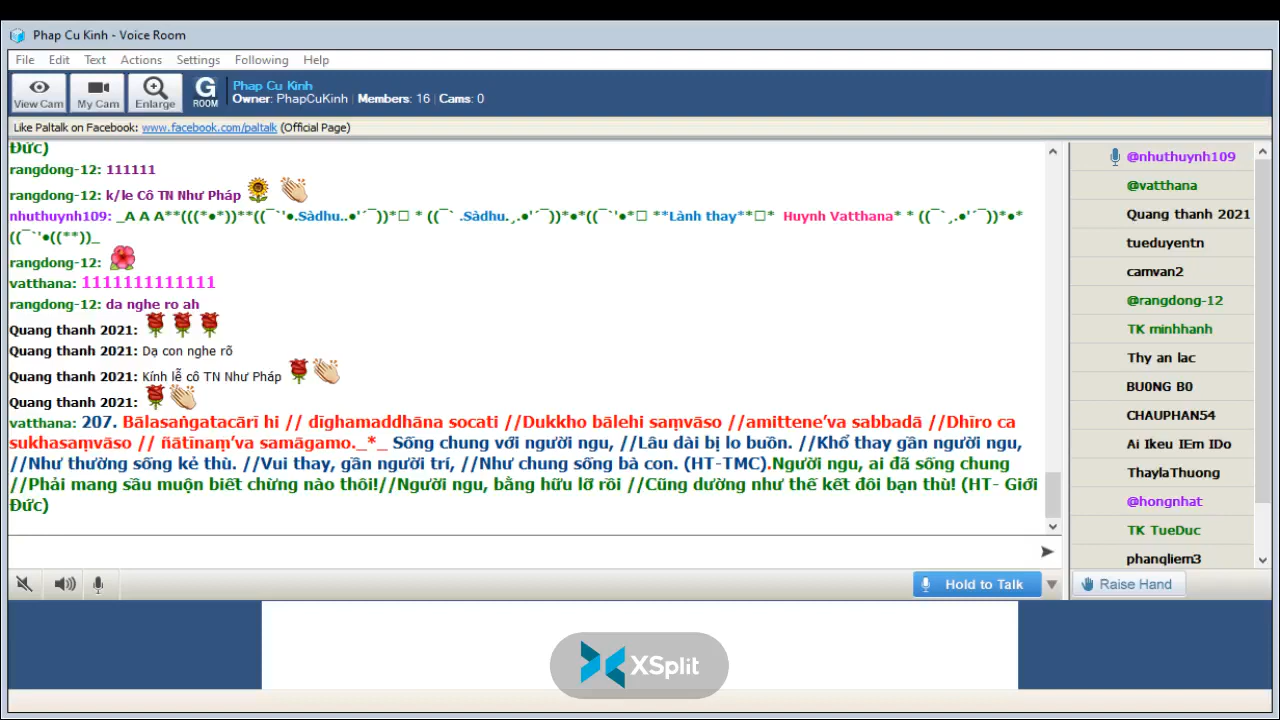 Phap Cu Kinh - Voice Room
File Edit Text Actions Settings Following Help
View Cam My Cam Enlarge G ROOM
Phap Cu Kinh
Owner: PhapCuKinh | Members: 16 | Cams: 0
Like Paltalk on Facebook: www.facebook.com/paltalk (Official Page)
Đức)
rangdong-12: 111111
rangdong-12: k/le Cô TN Như Pháp
nhuthuynh109: _A A A**(((*●*))**((¯`'●.Sàdhu..●'´¯))*□ * ((¯` .Sàdhu.¸.●'´¯))*●*((¯`'●*□ **Lành thay**□* Huynh Vatthana* * ((¯`¸.●'´¯))*●*
((¯`'●((**))_
rangdong-12:
vatthana: 1111111111111
rangdong-12: da nghe ro ah
Quang thanh 2021:
Quang thanh 2021: Dạ con nghe rõ
Quang thanh 2021: Kính lễ cô TN Như Pháp
Quang thanh 2021:
vatthana: 207. Bālasaṅgatacārī hi // dīghamaddhāna socati //Dukkho bālehi saṃvāso //amittene’va sabbadā //Dhīro ca
sukhasaṃvāso // ñātīnaṃ’va samāgamo._*_ Sống chung với người ngu, //Lâu dài bị lo buồn. //Khổ thay gần người ngu,
//Như thường sống kẻ thù. //Vui thay, gần người trí, //Như chung sống bà con. (HT-TMC).Người ngu, ai đã sống chung
//Phải mang sầu muộn biết chừng nào thôi!//Người ngu, bằng hữu lỡ rồi //Cũng dường như thế kết đôi bạn thù! (HT- Giới
Đức)
@nhuthuynh109
@vatthana
Quang thanh 2021
tueduyentn
camvan2
@rangdong-12
TK minhhanh
Thy an lac
BU0NG B0
CHAUPHAN54
Ai Ikeu IEm IDo
ThaylaThuong
@hongnhat
TK TueDuc
phanqliem3
Hold to Talk
Raise Hand
XSplit